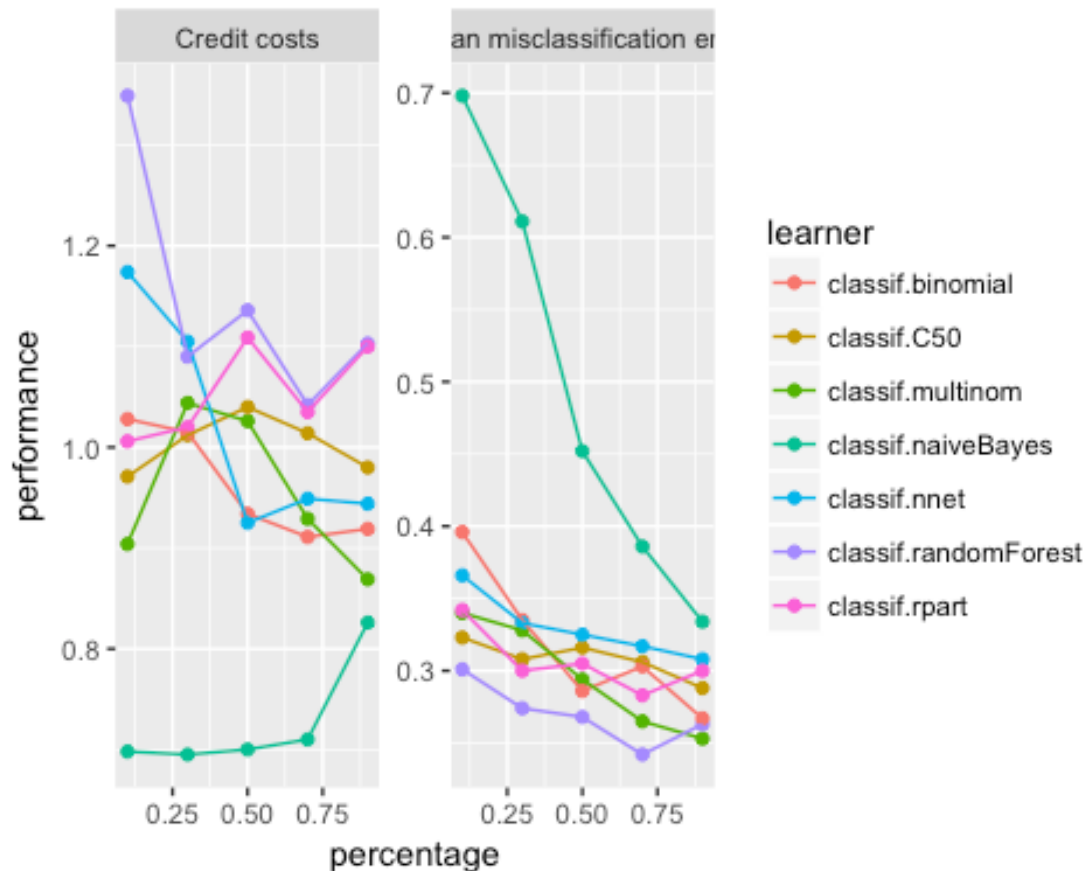 Credit costs
an misclassification er
performance
1.2
1.0
0.8
0.7
0.6
0.5
0.4
0.3
0.25 0.50 0.75
0.25 0.50 0.75
percentage
learner
classif.binomial
classif.C50
classif.multinom
classif.naiveBayes
classif.nnet
classif.randomForest
classif.rpart